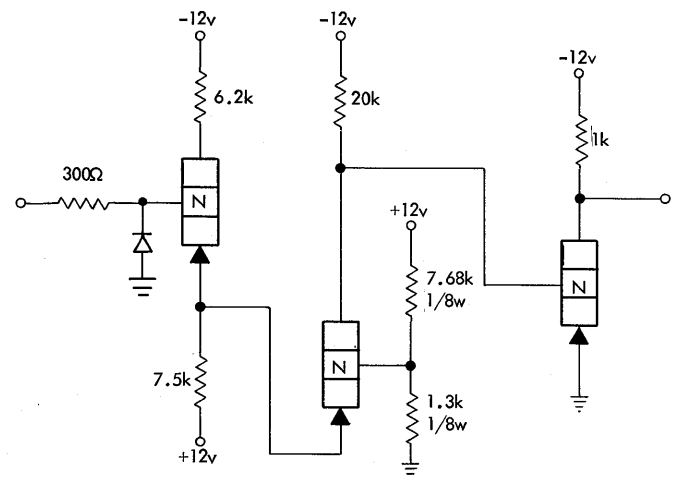 -12v
-12v
-12v
6.2k
20k
1k
300Ω
N
+12v
7.68k
1/8w
N
N
7.5k
1.3k
1/8w
+12v